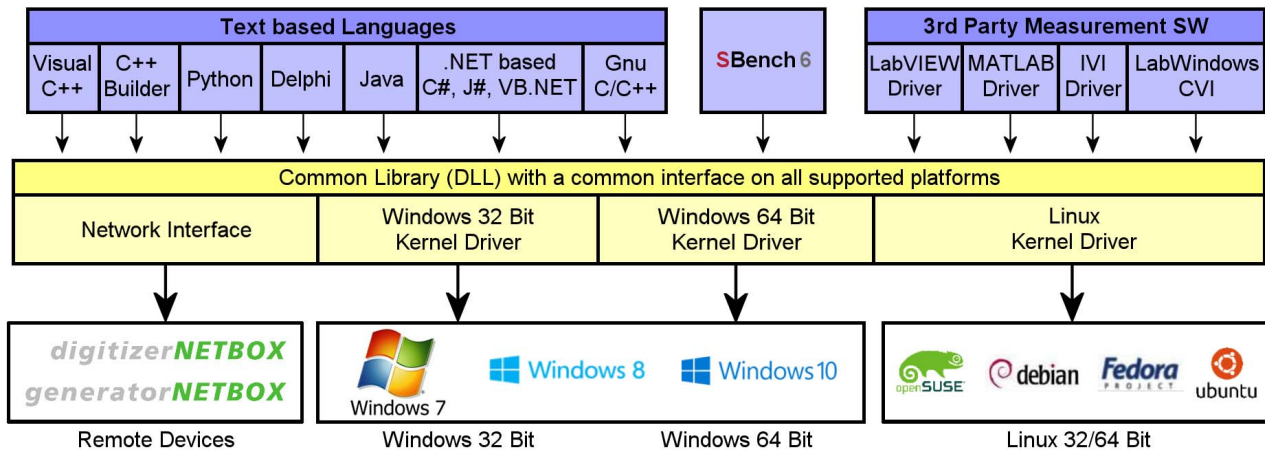 Text based Languages
3rd Party Measurement SW
Visual
C++
C++
Builder
Python
Delphi
Java
.NET based
C#, J#, VB.NET
Gnu
C/C++
SBench 6
LabVIEW
Driver
MATLAB
Driver
IVI
Driver
LabWindows
CVI
Common Library (DLL) with a common interface on all supported platforms
Network Interface
Windows 32 Bit
Kernel Driver
Windows 64 Bit
Kernel Driver
Linux
Kernel Driver
digitizerNETBOX
generatorNETBOX
Windows 7
Windows 8
Windows 10
openSUSE
debian
Fedora
PROJECT
ubuntu
Remote Devices
Windows 32 Bit
Windows 64 Bit
Linux 32/64 Bit